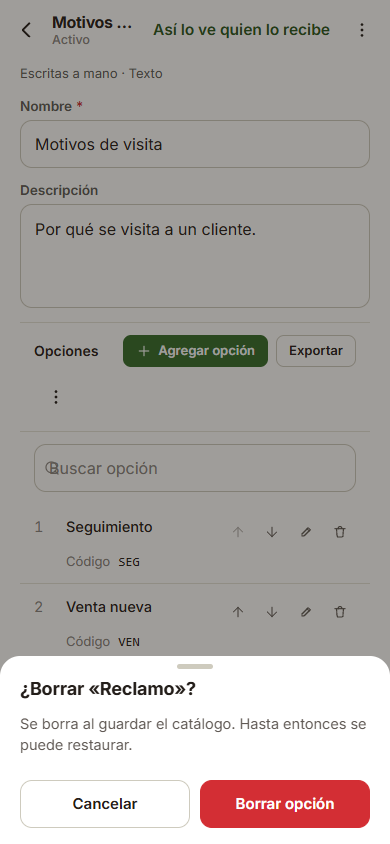 Motivos ...
Así lo ve quien lo recibe
Activo
Escritas a mano · Texto
Nombre *
Motivos de visita
Descripción
Por qué se visita a un cliente.
Opciones
Agregar opción
Exportar
Buscar opción
1 Seguimiento
Código SEG
2 Venta nueva
Código VEN
¿Borrar «Reclamo»?
Se borra al guardar el catálogo. Hasta entonces se
puede restaurar.
Cancelar
Borrar opción